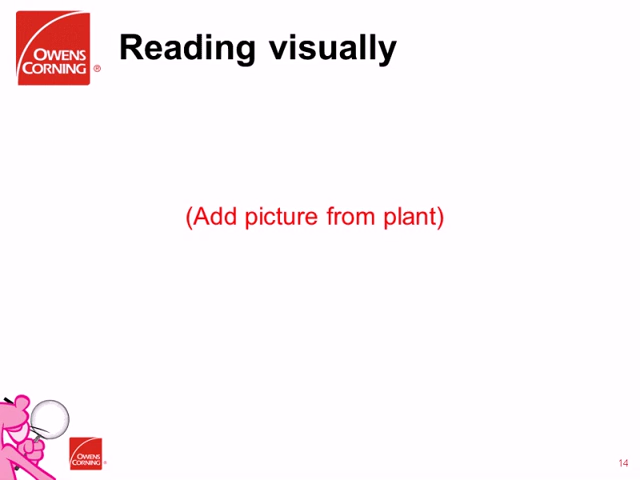 OWENS
CORNING ®
Reading visually
(Add picture from plant)
OWENS
CORNING
14